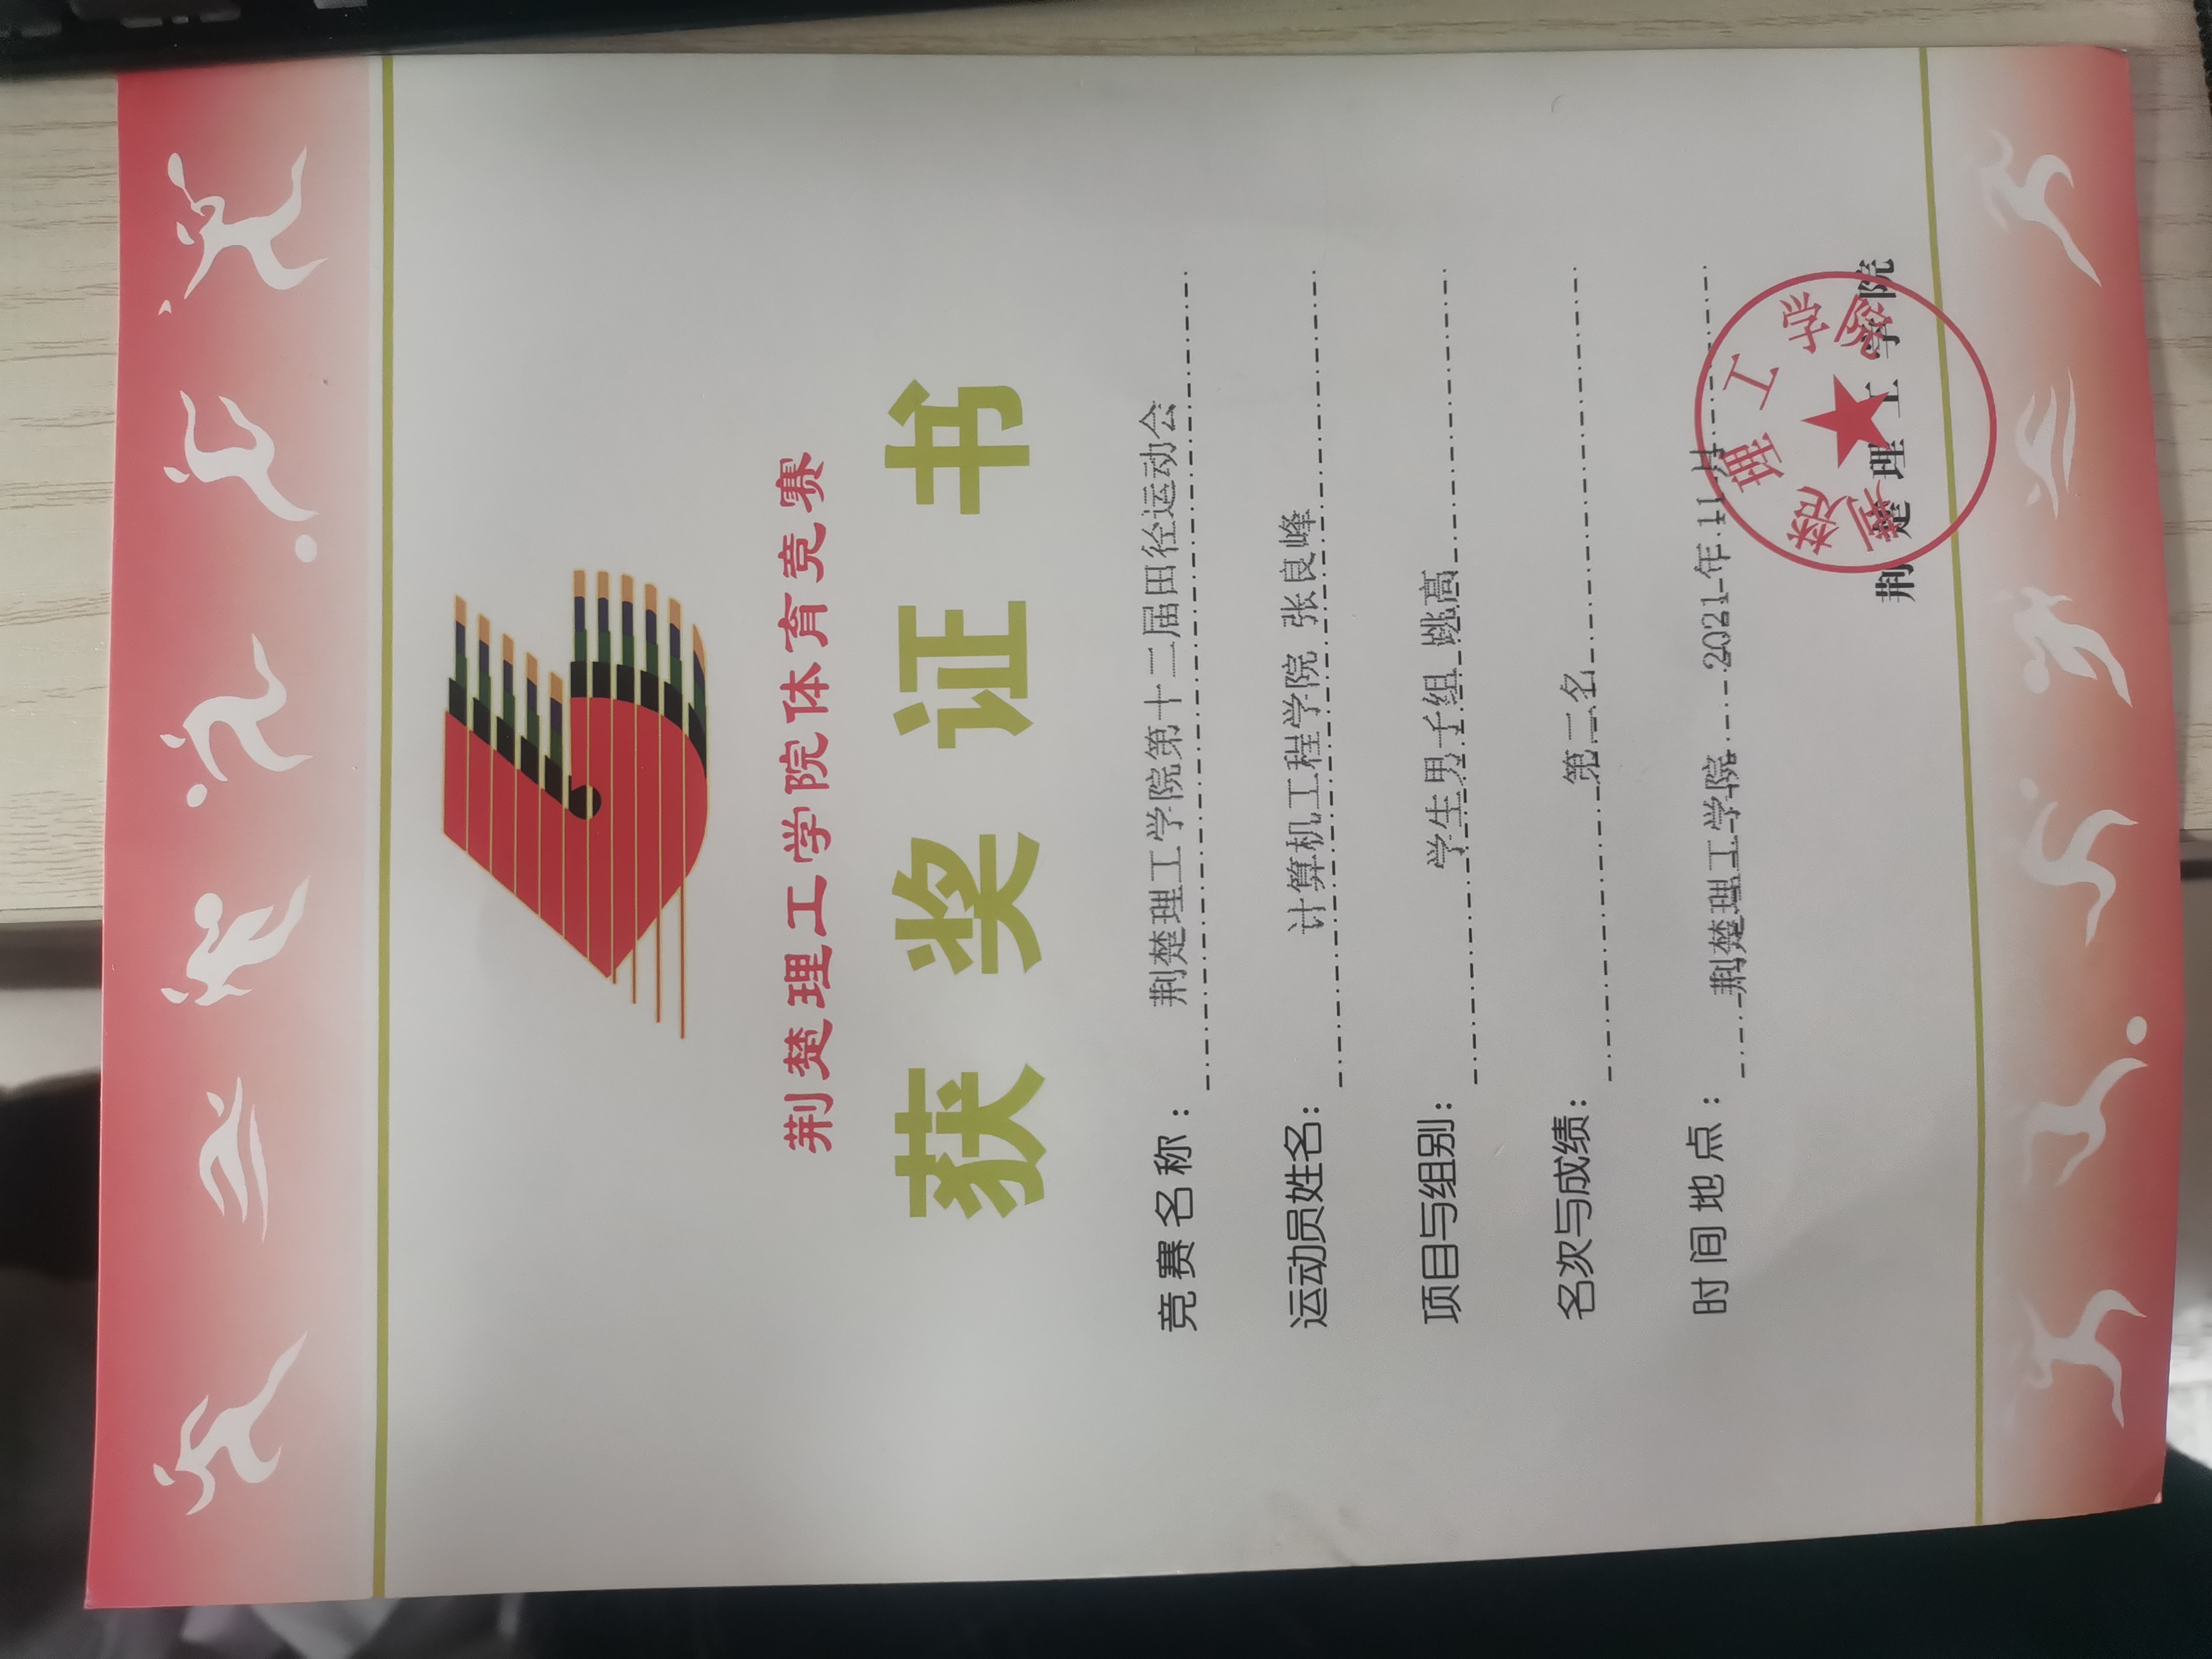 荆楚理工学院体育竞赛
获奖证书
竞赛名称：荆楚理工学院第十二届田径运动会
运动员姓名：计算机工程学院 张良峰
项目与组别：学生男子组 跳高
名次与成绩：第二名
时间地点：荆楚理工学院 2021年11月
荆楚理工学院
荆楚理工学院